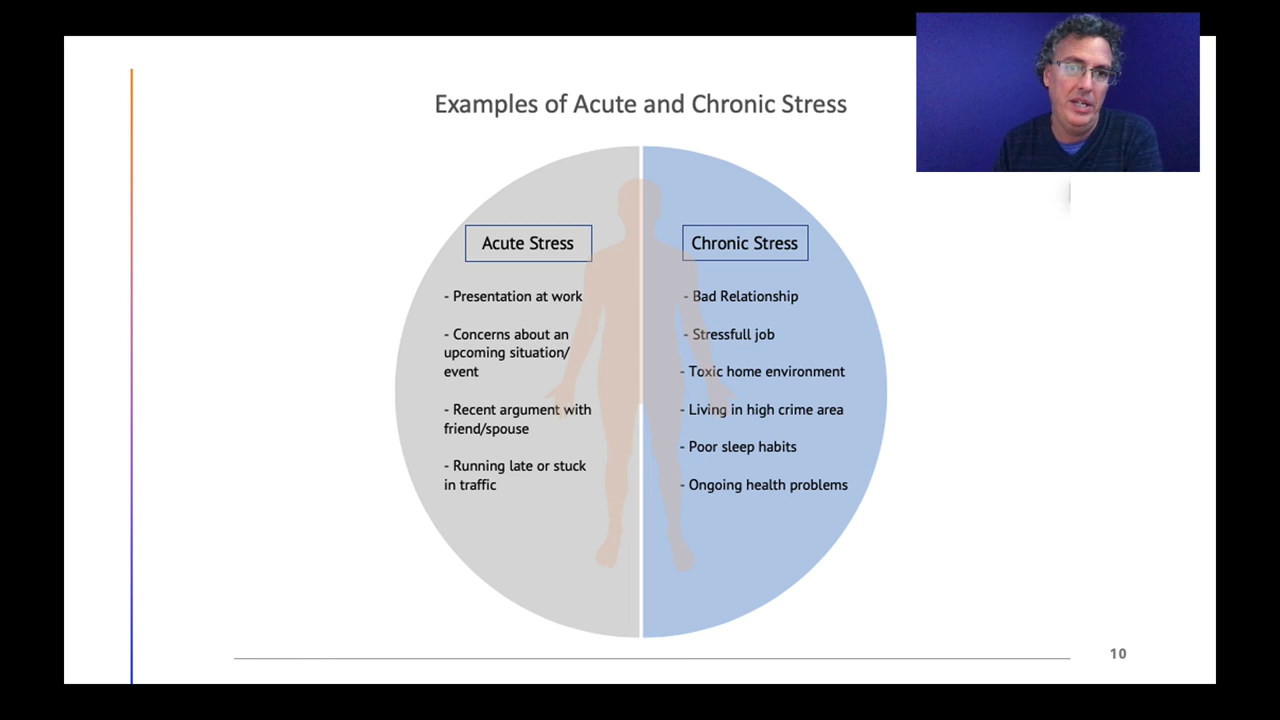 Examples of Acute and Chronic Stress
Acute Stress
- Presentation at work
- Concerns about an
upcoming situation/
event
- Recent argument with
friend/spouse
- Running late or stuck
in traffic
Chronic Stress
- Bad Relationship
- Stressfull job
- Toxic home environment
- Living in high crime area
- Poor sleep habits
- Ongoing health problems
10